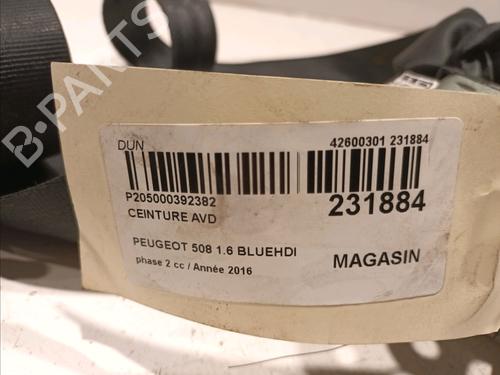 B-PARTS
DUN
42600301 231884
P205000392382
231884
CEINTURE AVD
PEUGEOT 508 1.6 BLUEHDI
phase 2 cc / Année 2016
MAGASIN